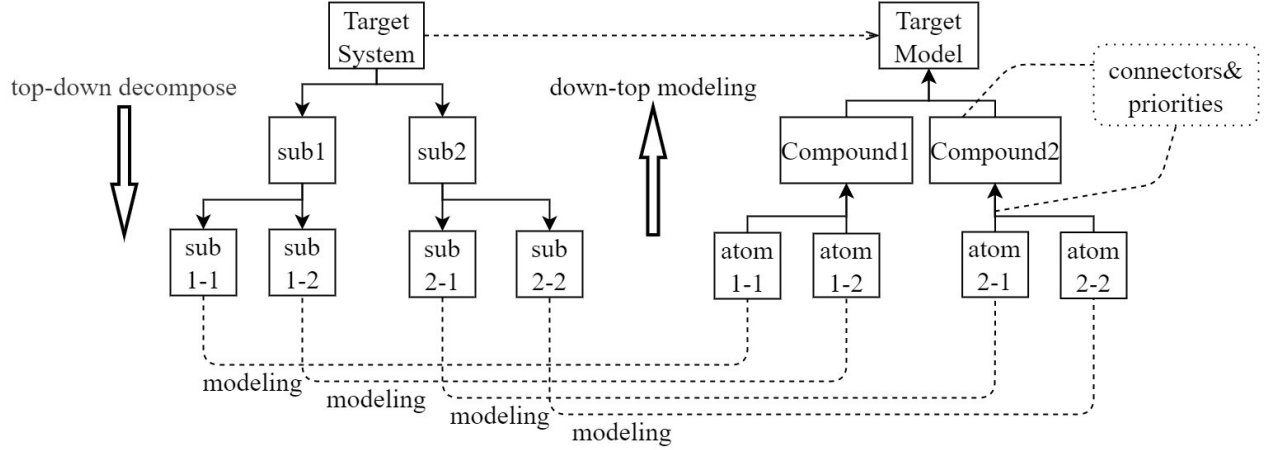 Target
System
Target
Model
top-down decompose
down-top modeling
connectors&
priorities
sub1
sub2
Compound1
Compound2
sub
1-1
sub
1-2
sub
2-1
sub
2-2
atom
1-1
atom
1-2
atom
2-1
atom
2-2
modeling
modeling
modeling
modeling